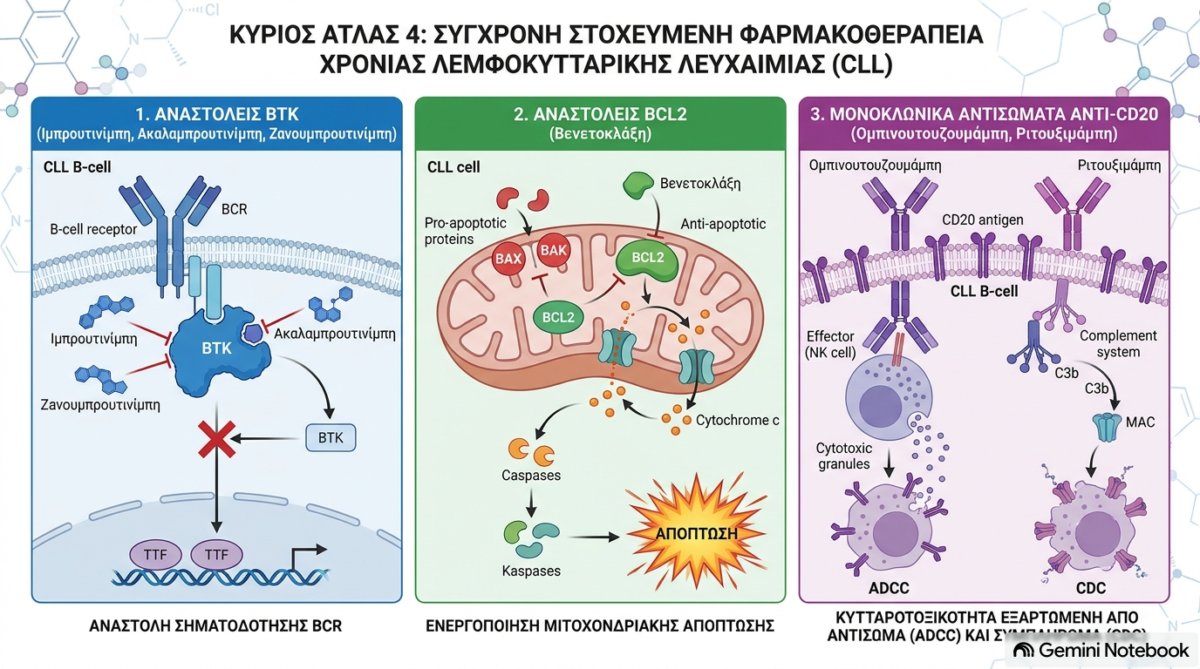 ΚΥΡΙΟΣ ΑΤΛΑΣ 4: ΣΥΓΧΡΟΝΗ ΣΤΟΧΕΥΜΕΝΗ ΦΑΡΜΑΚΟΘΕΡΑΠΕΙΑ
ΧΡΟΝΙΑΣ ΛΕΜΦΟΚΥΤΤΑΡΙΚΗΣ ΛΕΥΧΑΙΜΙΑΣ (CLL)
1. ΑΝΑΣΤΟΛΕΙΣ BTK
(Ιμπρουτινίμπη, Ακαλαμπρουτινίμπη, Ζανουμπρουτινίμπη)
CLL B-cell
BCR
B-cell receptor
Ιμπρουτινίμπη
BTK
Ακαλαμπρουτινίμπη
Ζανουμπρουτινίμπη
BTK
TTF
TTF
ΑΝΑΣΤΟΛΗ ΣΗΜΑΤΟΔΟΤΗΣΗΣ BCR
2. ΑΝΑΣΤΟΛΕΙΣ BCL2
(Βενετοκλάξη)
CLL cell
Βενετοκλάξη
Pro-apoptotic
proteins
Anti-apoptotic
BAX
BAK
BCL2
BCL2
Cytochrome c
Caspases
Kaspases
ΑΠΟΠΤΩΣΗ
ΕΝΕΡΓΟΠΟΙΗΣΗ ΜΙΤΟΧΟΝΔΡΙΑΚΗΣ ΑΠΟΠΤΩΣΗΣ
3. ΜΟΝΟΚΛΩΝΙΚΑ ΑΝΤΙΣΩΜΑΤΑ ANTI-CD20
(Ομπινουτουζουμάμπη, Ριτουξιμάμπη)
Ομπινουτουζουμάμπη
Ριτουξιμάμπη
CD20 antigen
CLL B-cell
Effector
(NK cell)
Complement
system
C3b
C3b
MAC
Cytotoxic
granules
ADCC
CDC
ΚΥΤΤΑΡΟΤΟΞΙΚΟΤΗΤΑ ΕΞΑΡΤΩΜΕΝΗ ΑΠΟ
ΑΝΤΙΣΩΜΑ (ADCC) ΚΑΙ ΣΥΜΠΛΗΡΩΜΑ (CDC)
Gemini Notebook